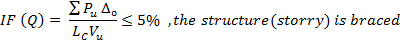 IF (Q) = ∑ P_u Δ_o / L_C V_u ≤ 5% , the structure(storry) is braced